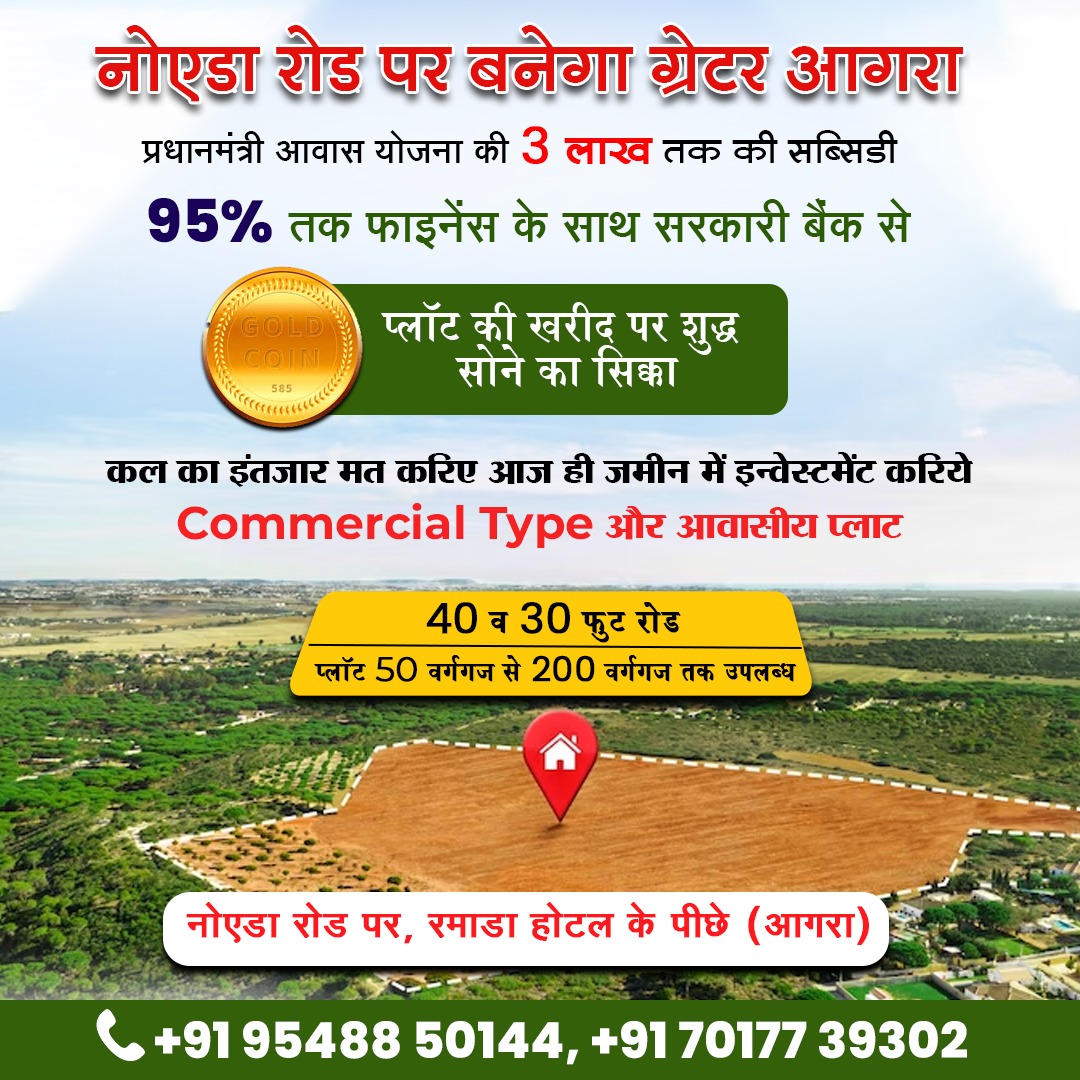 नोएडा रोड पर बनेगा ग्रेटर आगरा
प्रधानमंत्री आवास योजना की 3 लाख तक की सब्सिडी
95% तक फाइनेंस के साथ सरकारी बैंक से
GOLD
COIN
585
प्लॉट की खरीद पर शुद्ध
सोने का सिक्का
कल का इंतजार मत करिए आज ही जमीन में इन्वेस्टमेंट करियेे
Commercial Type और आवासीय प्लाट
40 व 30 फुट रोड
प्लॉट 50 वर्गगज से 200 वर्गगज तक उपलब्ध
नोएडा रोड पर, रमाडा होटल के पीछे (आगरा)
+91 95488 50144, +91 70177 39302